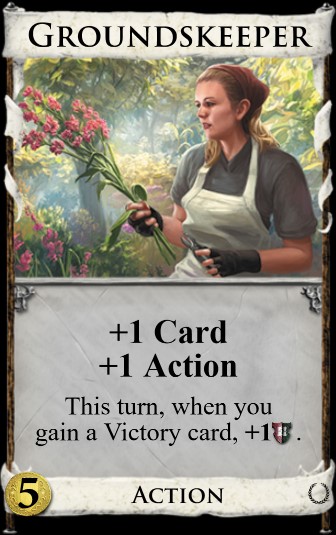 GROUNDSKEEPER
+1 Card
+1 Action
This turn, when you
gain a Victory card, +1.
5 ACTION